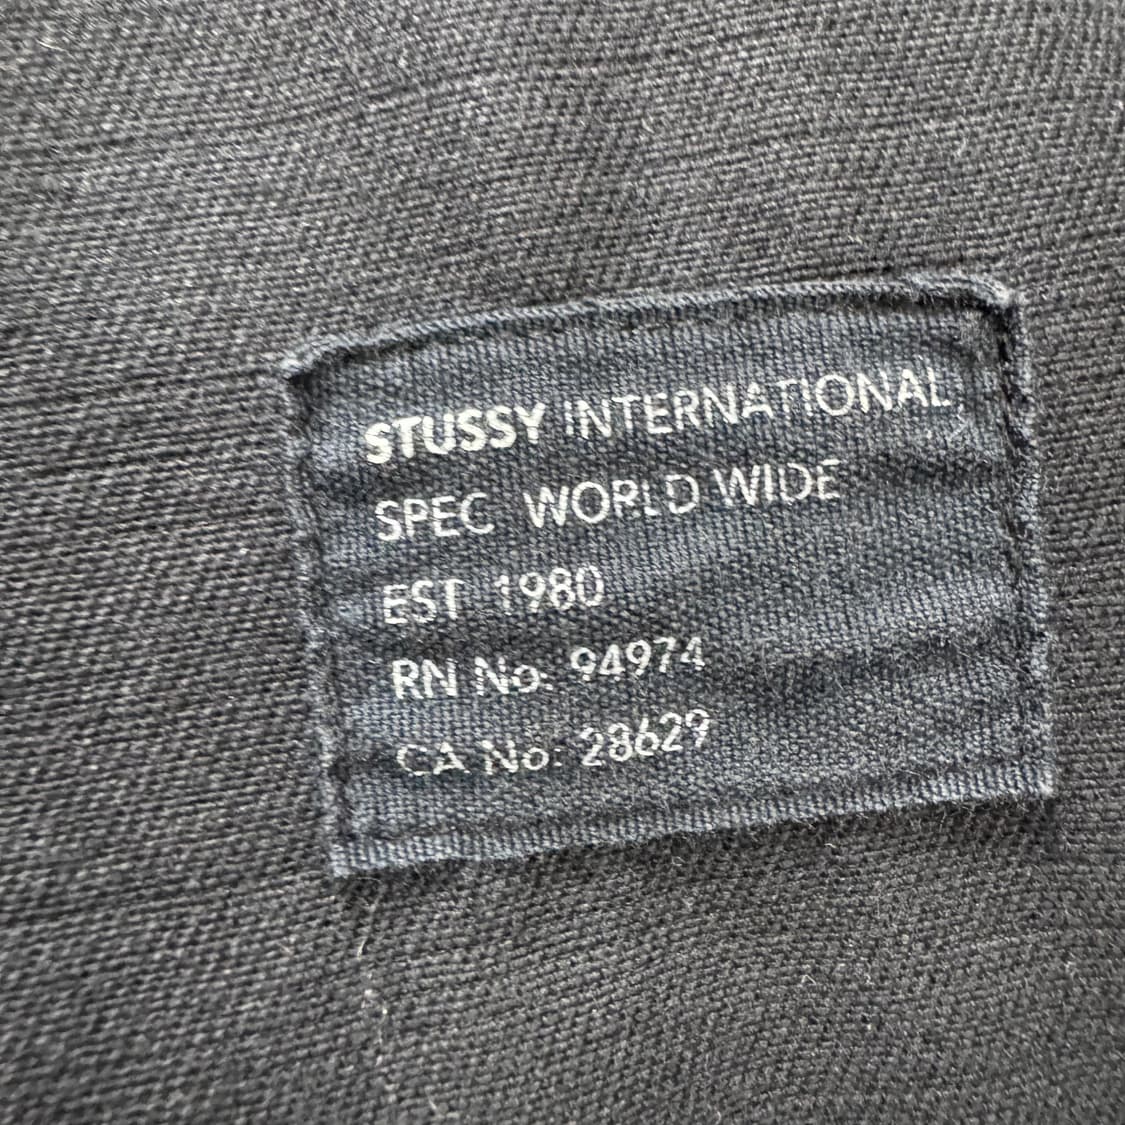 STUSSY INTERNATIONAL
SPEC WORLD WIDE
EST 1980
RN No: 94974
CA No: 28629